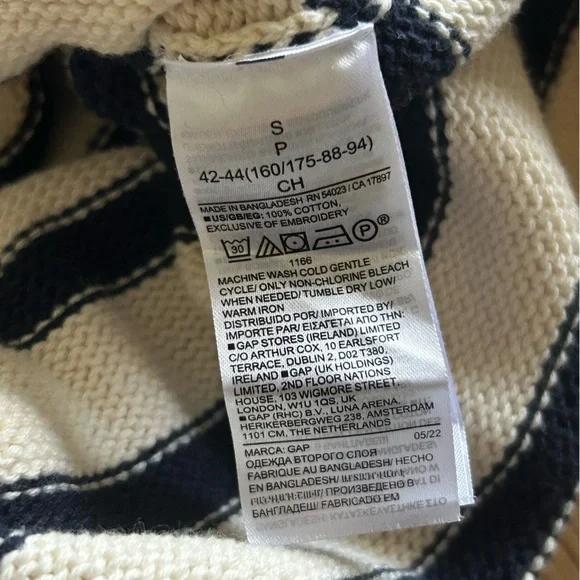 S
P
42-44(160/175-88-94)
CH
MADE IN BANGLADESH RN 54023 / CA 17897
■US/GB/EG: 100% COTTON,
EXCLUSIVE OF EMBROIDERY
30 P ®
1166
MACHINE WASH COLD GENTLE
CYCLE/ ONLY NON-CHLORINE BLEACH
WHEN NEEDED/ TUMBLE DRY LOW/
WARM IRON
DISTRIBUIDO POR/ IMPORTED BY/
IMPORTE PAR/ ΕΙΣΑΓΕΤΑΙ ΑΠΟ ΤΗΝ:
■GAP STORES (IRELAND) LIMITED
C/O ARTHUR COX, 10 EARLSFORT
TERRACE, DUBLIN 2, D02 T380,
IRELAND ■GAP (UK HOLDINGS)
LIMITED, 2ND FLOOR NATIONS
HOUSE, 103 WIGMORE STREET,
LONDON, W1U 1QS, UK
■GAP (RHC) B.V., LUNA ARENA,
HERIKERBERGWEG 238, AMSTERDAM
1101 CM, THE NETHERLANDS
MARCA: GAP 05/22
ОДЕЖДА ВТОРОГО СЛОЯ
FABRIQUE AU BANGLADESH/ HECHO
EN BANGLADESH/ ПРОИЗВЕДЕНО В
БАНГЛАДЕШ/ FABRICADO EM